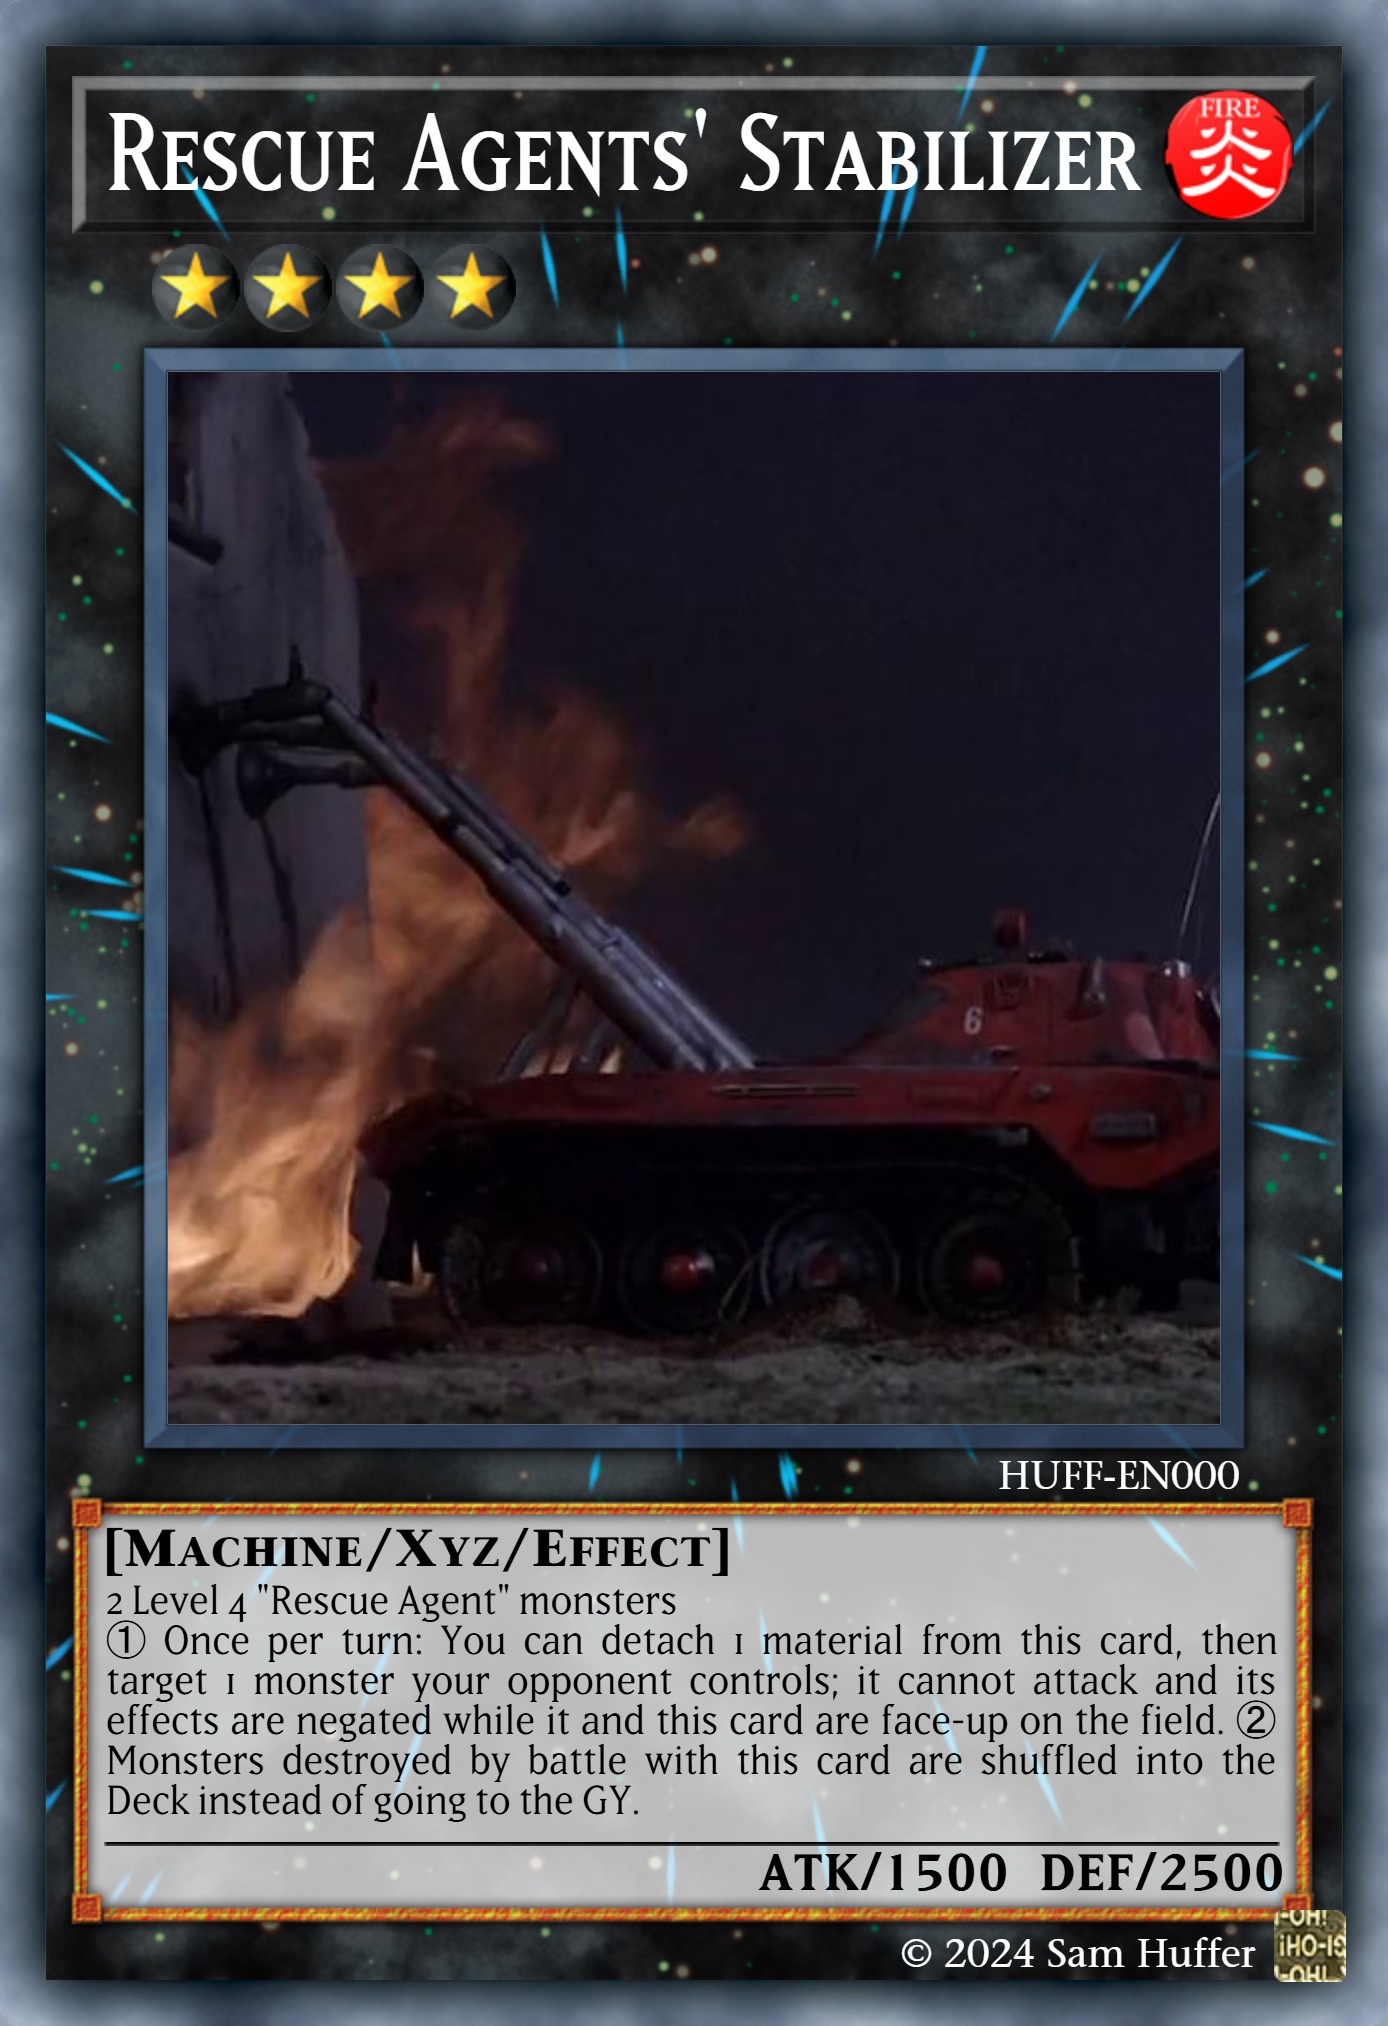 Rescue Agents' Stabilizer
FIRE
炎
6
HUFF-EN000
[Machine/Xyz/Effect]
2 Level 4 "Rescue Agent" monsters
① Once per turn: You can detach 1 material from this card, then
target 1 monster your opponent controls; it cannot attack and its
effects are negated while it and this card are face-up on the field. ②
Monsters destroyed by battle with this card are shuffled into the
Deck instead of going to the GY.
ATK/1500 DEF/2500
© 2024 Sam Huffer
-OH!
iHO-
-OH!